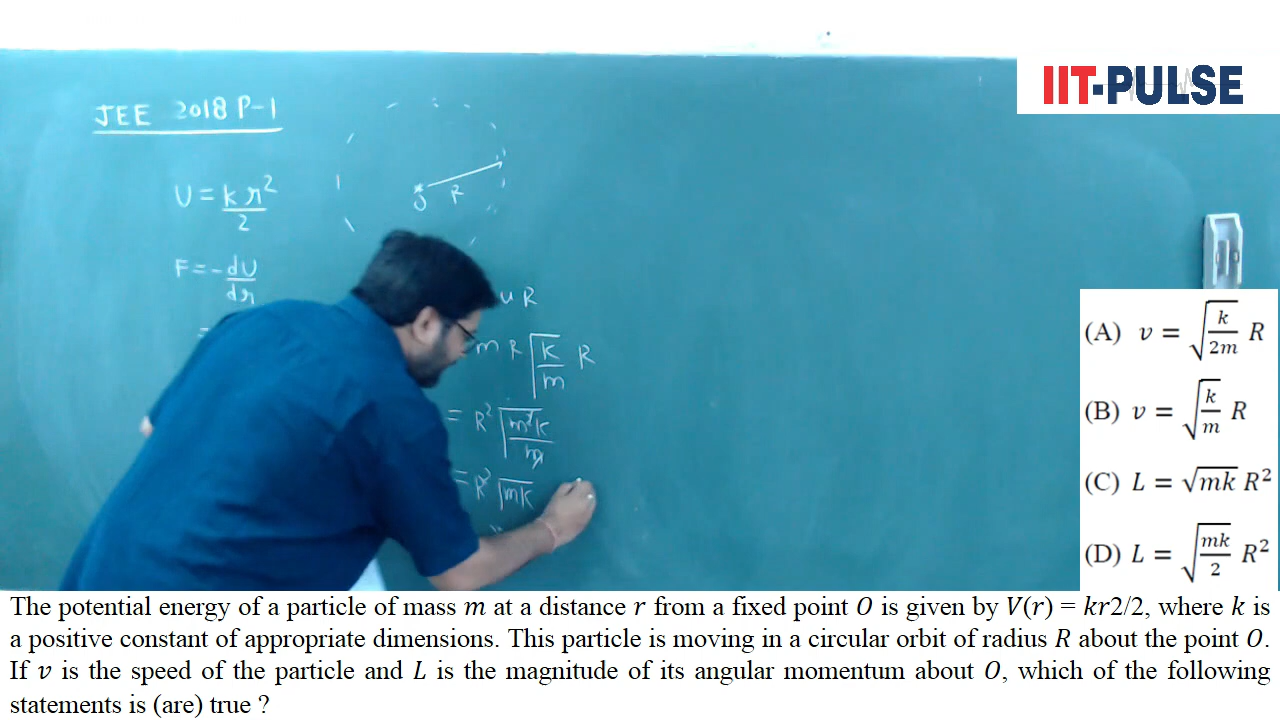 IIT-PULSE
JEE 2018 P-1
U = k r²/2
O R
F = - dU/dr
=
u R
m R √(k/m) R
= R² √(m²k/m)
= R² √mk
(A) v = √(k/2m) R
(B) v = √(k/m) R
(C) L = √mk R²
(D) L = √(mk/2) R²
The potential energy of a particle of mass m at a distance r from a fixed point O is given by V(r) = kr2/2, where k is
a positive constant of appropriate dimensions. This particle is moving in a circular orbit of radius R about the point O.
If v is the speed of the particle and L is the magnitude of its angular momentum about O, which of the following
statements is (are) true ?